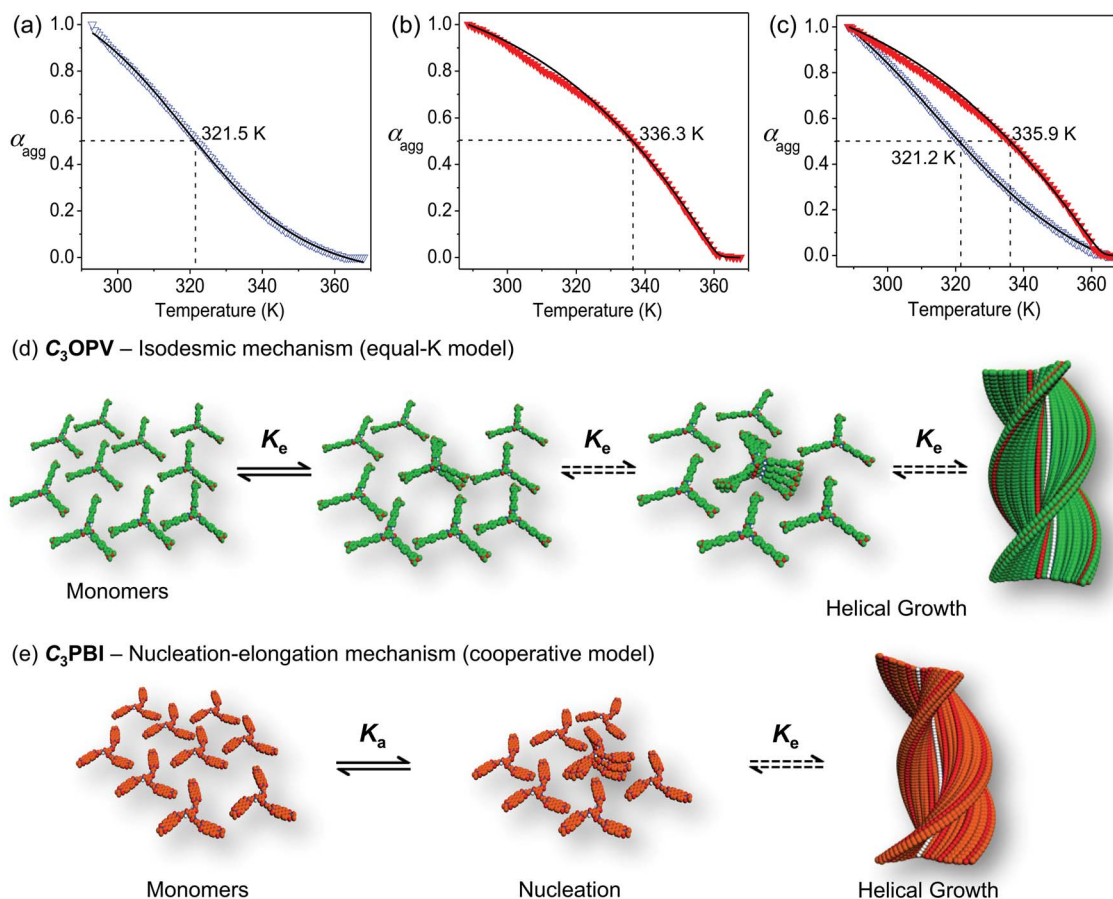 (a)
1.0
0.8
0.6
αagg
0.4
0.2
0.0
321.5 K
300
320
340
360
Temperature (K)
(b)
1.0
0.8
0.6
αagg
0.4
0.2
0.0
336.3 K
300
320
340
360
Temperature (K)
(c)
1.0
0.8
0.6
αagg
0.4
0.2
0.0
335.9 K
321.2 K
300
320
340
360
Temperature (K)
(d) C3OPV – Isodesmic mechanism (equal-K model)
Ke
Ke
Ke
Monomers
Helical Growth
(e) C3PBI – Nucleation-elongation mechanism (cooperative model)
Ka
Ke
Monomers
Nucleation
Helical Growth